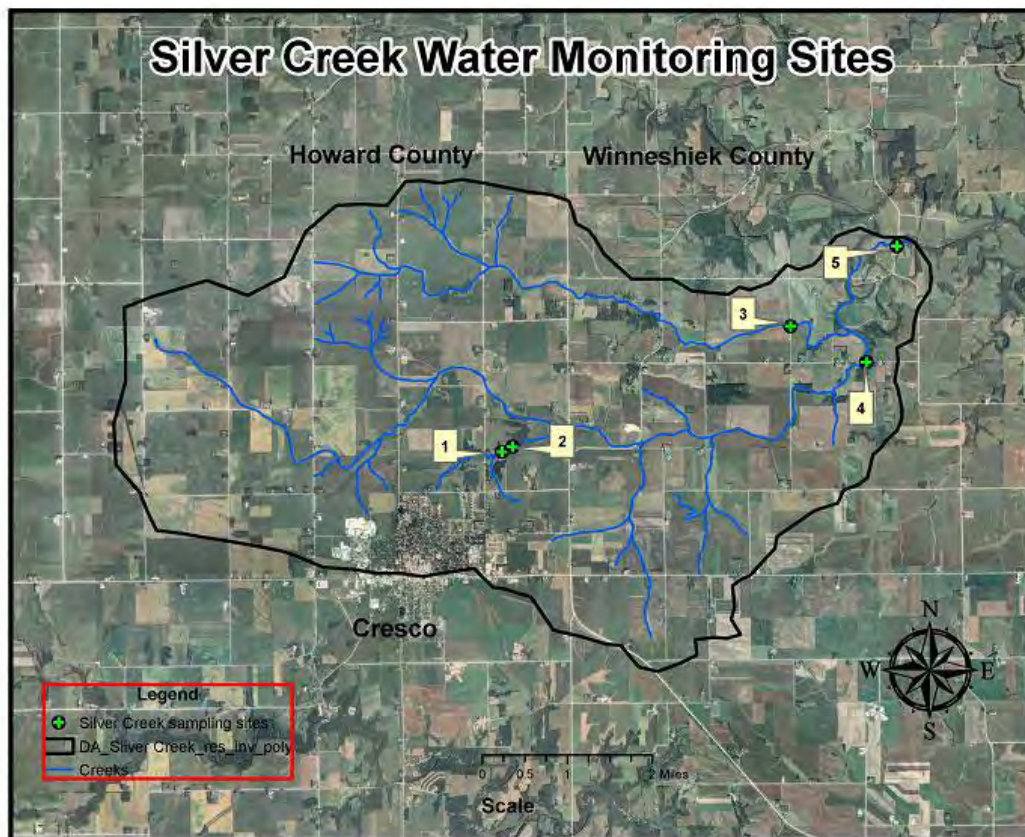 Silver Creek Water Monitoring Sites
Howard County
Winneshiek County
5
3
4
1
2
Cresco
N
W
E
S
Legend
Silver Creek sampling sites
DA_Silver Creek_res_inv_poly
Creeks
0 0.5 1 2 Miles
Scale